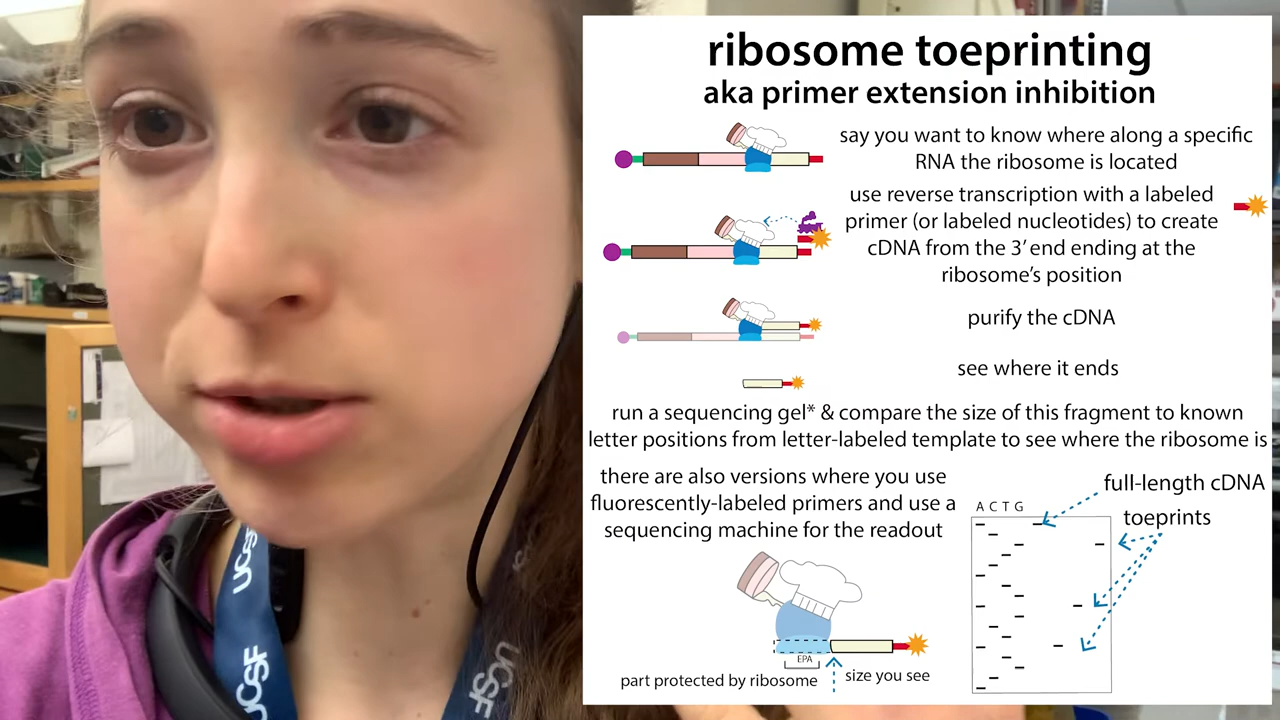 ribosome toeprinting
aka primer extension inhibition
say you want to know where along a specific
RNA the ribosome is located
use reverse transcription with a labeled
primer (or labeled nucleotides) to create
cDNA from the 3’ end ending at the
ribosome’s position
purify the cDNA
see where it ends
run a sequencing gel* & compare the size of this fragment to known
letter positions from letter-labeled template to see where the ribosome is
there are also versions where you use
fluorescently-labeled primers and use a
sequencing machine for the readout
EPA
part protected by ribosome
size you see
A C T G
full-length cDNA
toeprints
UCSF
UCSF
UCSF
UCSF